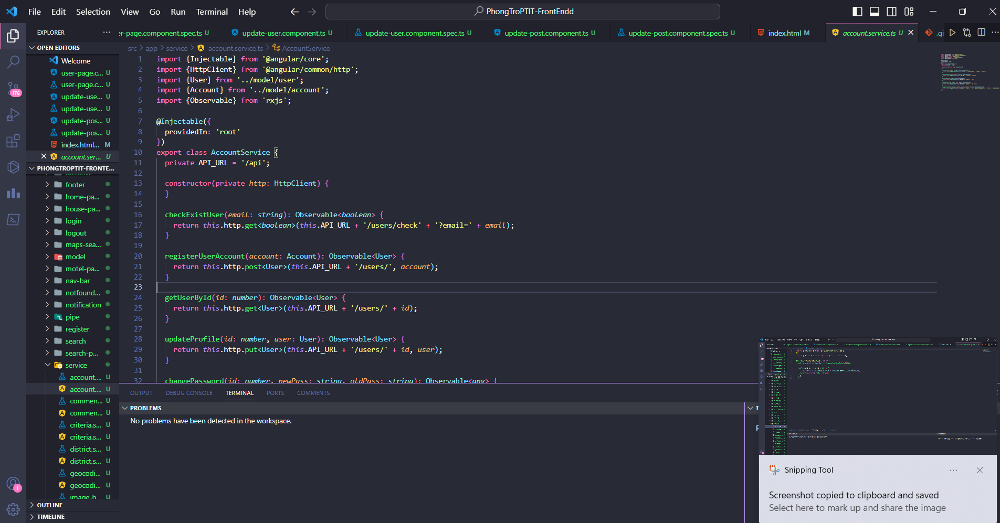 File Edit Selection View Go Run Terminal Help
PhongTroPTIT-FrontEndd
EXPLORER
er-page.component.spec.ts U
update-user.component.ts U
update-user.component.spec.ts U
update-post.component.ts U
update-post.component.spec.ts U
index.html M
account.service.ts U
.gi
OPEN EDITORS
Welcome
user-page.c... U
user-page.c... U
update-use... U
update-use... U
update-pos... U
update-pos... U
index.html... M
account.ser... U
PHONGTROPTIT-FRONTE...
directive
footer
home-pa...
house-pa...
login
logout
maps-sea...
model
motel-pa...
nav-bar
notfound...
notification
pipe
register
search
search-p...
service
account.... U
account.... U
commen... U
commen... U
criteria.s... U
criteria.s... U
district.s... U
district.s... U
geocodi... U
geocodi... U
image-h U
OUTLINE
TIMELINE
176
1
src > app > service > account.service.ts > AccountService
1 import {Injectable} from '@angular/core';
2 import {HttpClient} from '@angular/common/http';
3 import {User} from '../model/user';
4 import {Account} from '../model/account';
5 import {Observable} from 'rxjs';
6
7 @Injectable({
8 providedIn: 'root'
9 })
10 export class AccountService {
11 private API_URL = '/api';
12
13 constructor(private http: HttpClient) {
14 }
15
16 checkExistUser(email: string): Observable<boolean> {
17 return this.http.get<boolean>(this.API_URL + '/users/check' + '?email=' + email);
18 }
19
20 registerUserAccount(account: Account): Observable<User> {
21 return this.http.post<User>(this.API_URL + '/users/', account);
22 }
23
24 getUserById(id: number): Observable<User> {
25 return this.http.get<User>(this.API_URL + '/users/' + id);
26 }
27
28 updateProfile(id: number, user: User): Observable<User> {
29 return this.http.put<User>(this.API_URL + '/users/' + id, user);
30 }
31
32 changePassword(id: number, newPass: string, oldPass: string): Observable<any> {
OUTPUT DEBUG CONSOLE TERMINAL PORTS COMMENTS
PROBLEMS
No problems have been detected in the workspace.
Snipping Tool
Screenshot copied to clipboard and saved
Select here to mark up and share the image